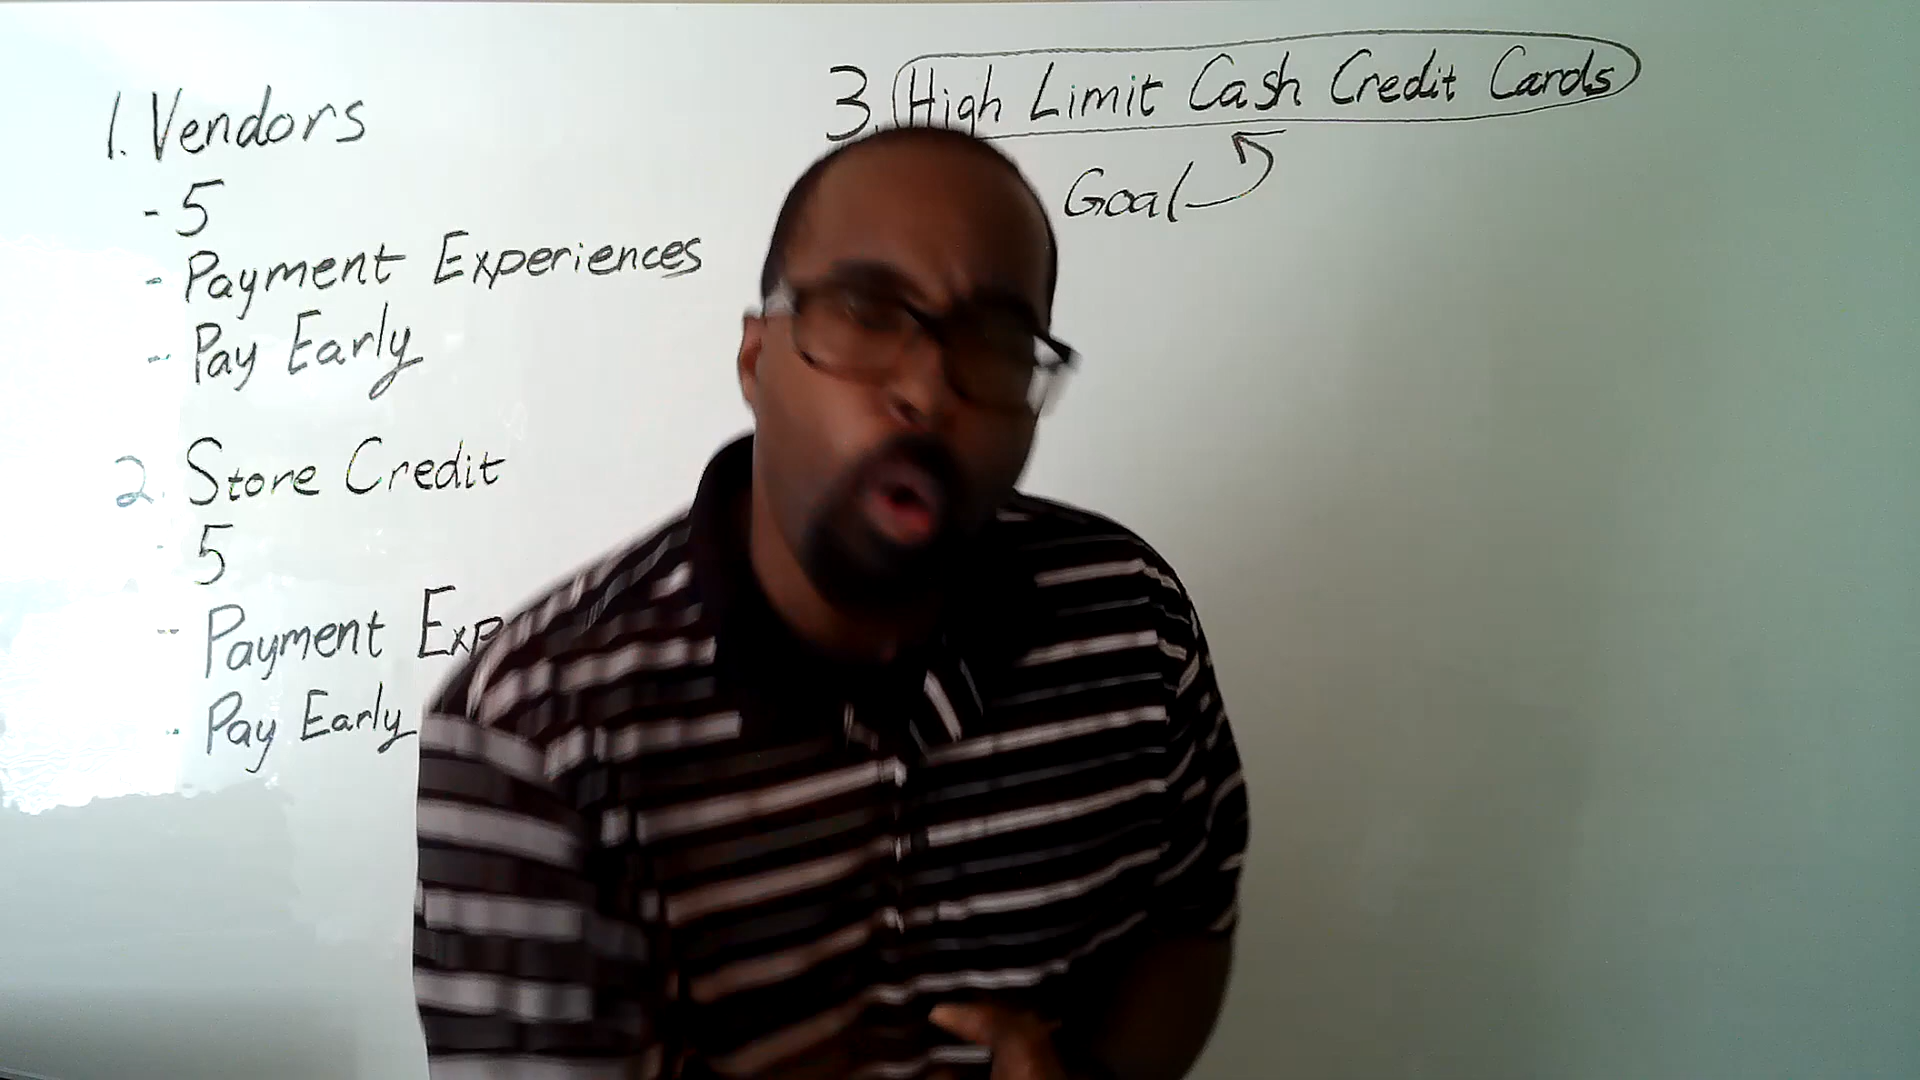 1. Vendors
- 5
- Payment Experiences
- Pay Early
2. Store Credit
- 5
- Payment Exp
- Pay Early
3. High Limit Cash Credit Cards
Goal